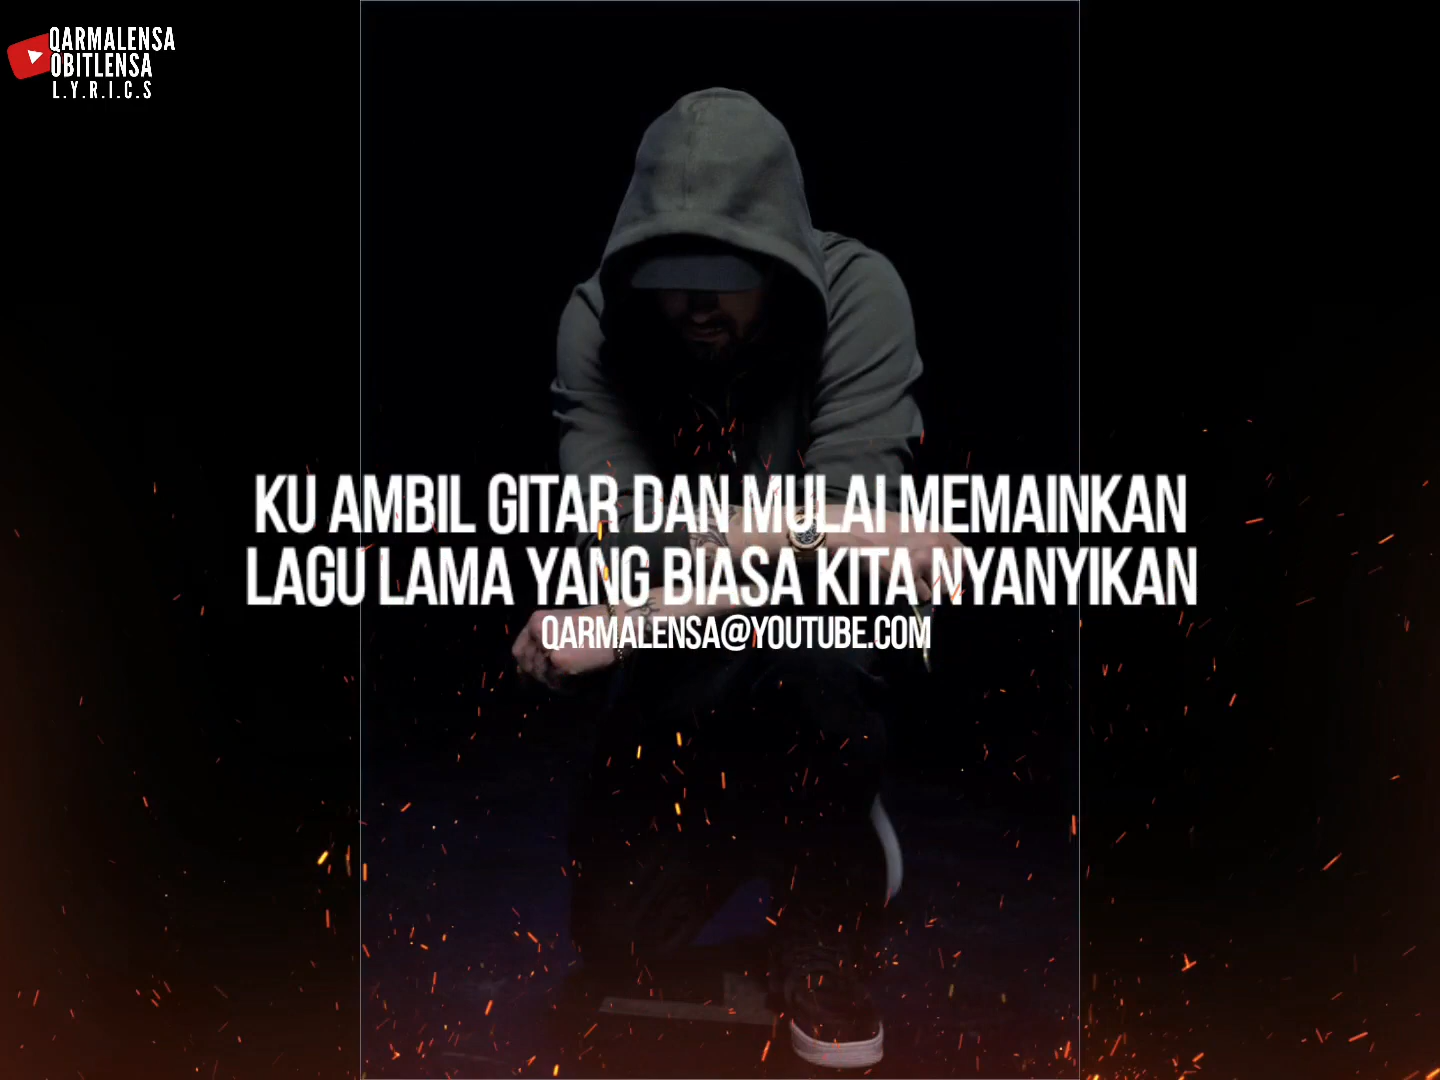 QARMALENSA
OBITLENSA
L.Y.R.I.C.S
KU AMBIL GITAR DAN MULAI MEMAINKAN
LAGU LAMA YANG BIASA KITA NYANYIKAN
QARMALENSA@YOUTUBE.COM